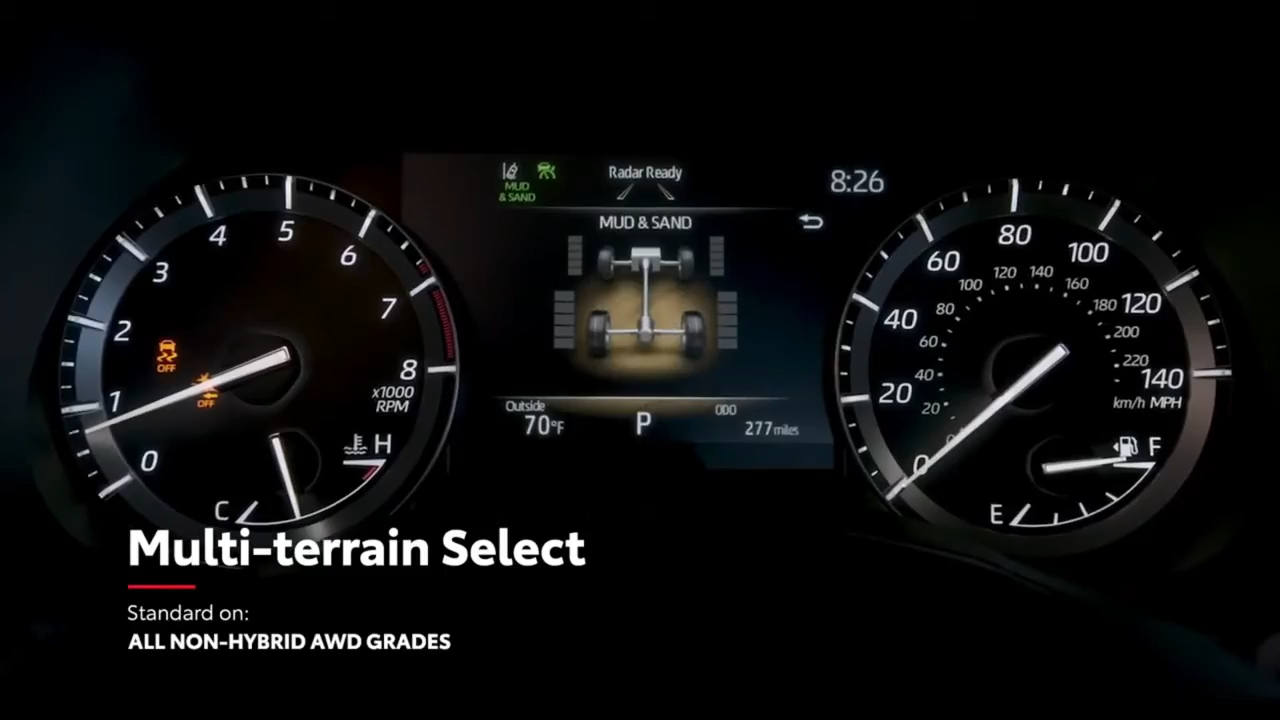 Radar Ready
8:26
MUD
& SAND
MUD & SAND
0
1
2
3
4
5
6
7
8
x1000
RPM
OFF
OFF
H
C
Outside
70°F
P
ODO
277 miles
0
20
40
60
80
100
120
140
MPH
0
20
40
60
80
100
120
140
160
180
200
220
km/h
F
E
Multi-terrain Select
Standard on:
ALL NON-HYBRID AWD GRADES